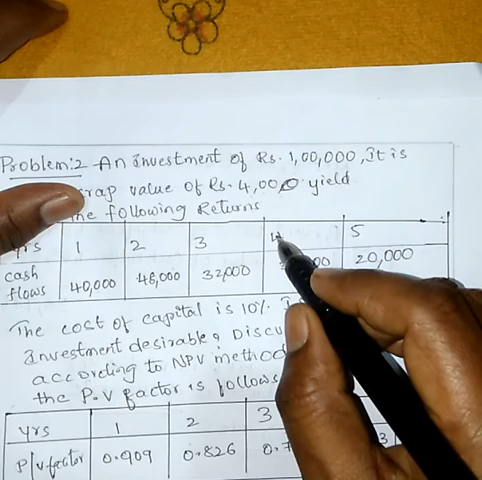 Problem:2 An investment of Rs. 1,00,000, It is
value of Rs. 4,000 yield
following Returns
yrs 1 2 3 4 5
cash flows 40,000 46,000 32,000 20,000
The cost of capital is 10%.
investment desirable,
according to NPV method
the P.V factor is follows
yrs 1 2 3
P/v factor 0.909 0.826